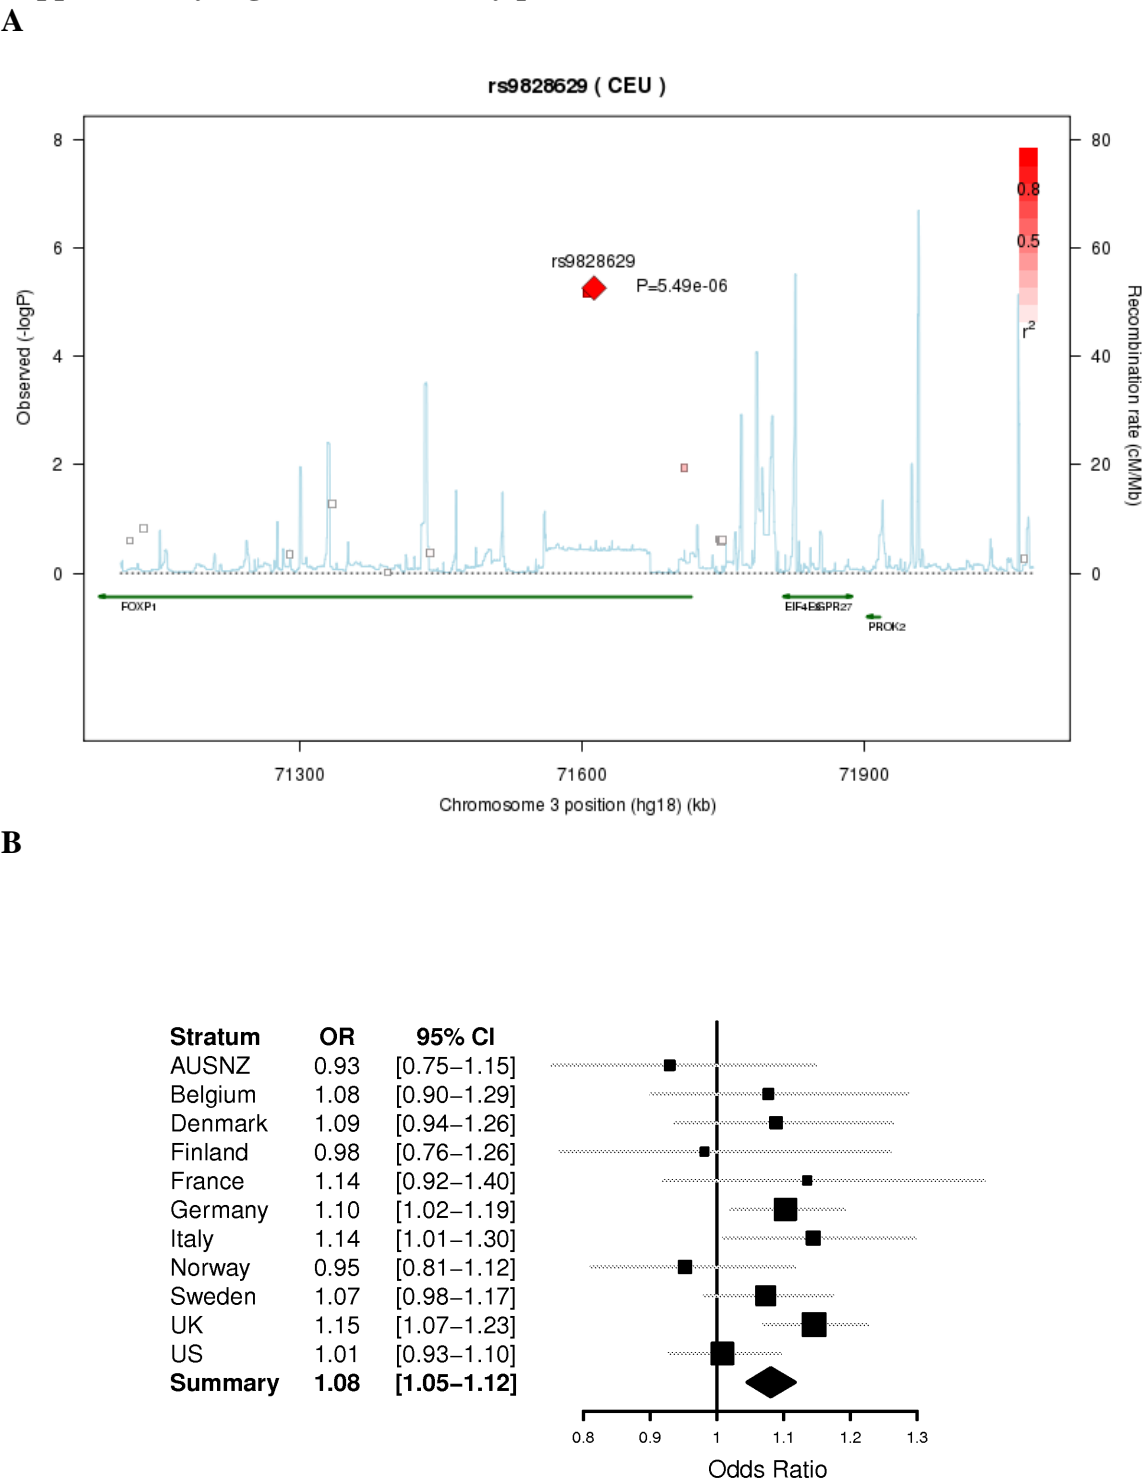 A
rs9828629 ( CEU )
8
6
4
2
0
Observed (-logP)
80
60
40
20
0
Recombination rate (cM/Mb)
0.8
0.5
r²
rs9828629
P=5.49e-06
FOXP1
PROK2
71300 71600 71900
Chromosome 3 position (hg18) (kb)
B
Stratum OR 95% CI
AUSNZ 0.93 [0.75–1.15]
Belgium 1.08 [0.90–1.29]
Denmark 1.09 [0.94–1.26]
Finland 0.98 [0.76–1.26]
France 1.14 [0.92–1.40]
Germany 1.10 [1.02–1.19]
Italy 1.14 [1.01–1.30]
Norway 0.95 [0.81–1.12]
Sweden 1.07 [0.98–1.17]
UK 1.15 [1.07–1.23]
US 1.01 [0.93–1.10]
Summary 1.08 [1.05–1.12]
0.8 0.9 1 1.1 1.2 1.3
Odds Ratio